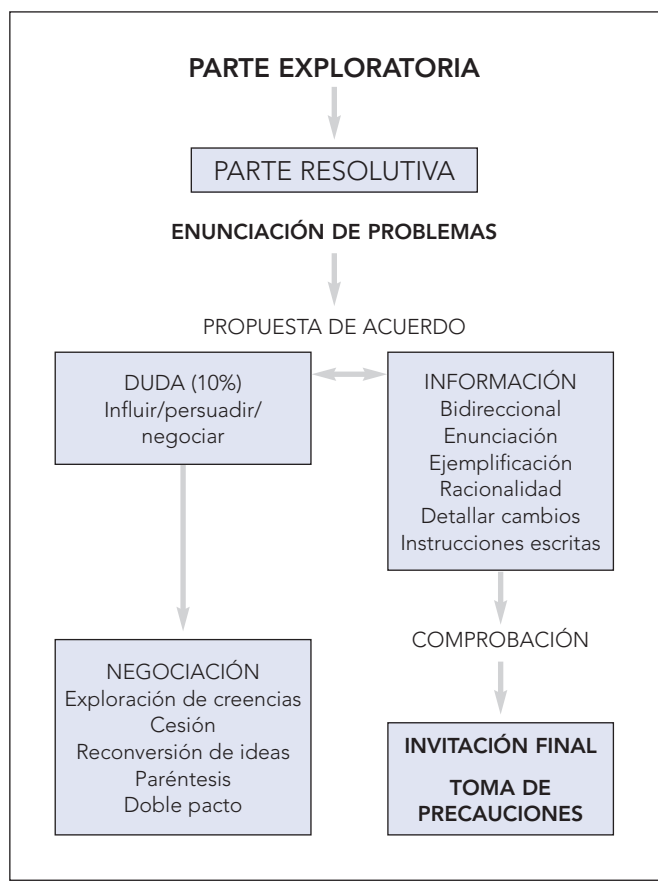 PARTE EXPLORATORIA
PARTE RESOLUTIVA
ENUNCIACIÓN DE PROBLEMAS
PROPUESTA DE ACUERDO
DUDA (10%)
Influir/persuadir/
negociar
INFORMACIÓN
Bidireccional
Enunciación
Ejemplificación
Racionalidad
Detallar cambios
Instrucciones escritas
NEGOCIACIÓN
Exploración de creencias
Cesión
Reconversión de ideas
Paréntesis
Doble pacto
COMPROBACIÓN
INVITACIÓN FINAL
TOMA DE
PRECAUCIONES